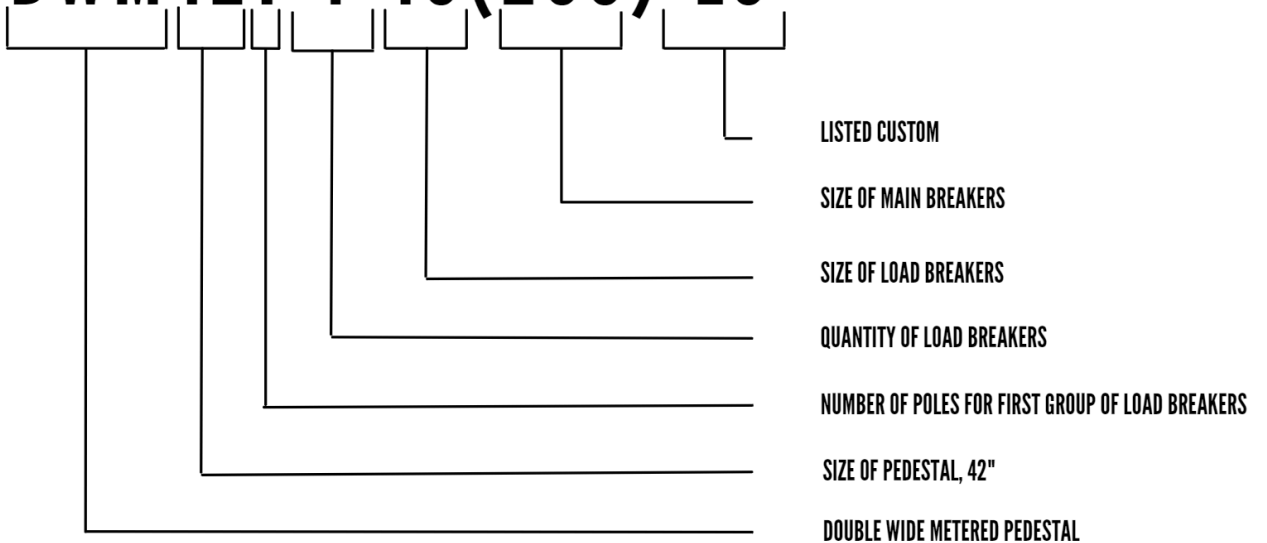 LISTED CUSTOM
SIZE OF MAIN BREAKERS
SIZE OF LOAD BREAKERS
QUANTITY OF LOAD BREAKERS
NUMBER OF POLES FOR FIRST GROUP OF LOAD BREAKERS
SIZE OF PEDESTAL, 42"
DOUBLE WIDE METERED PEDESTAL